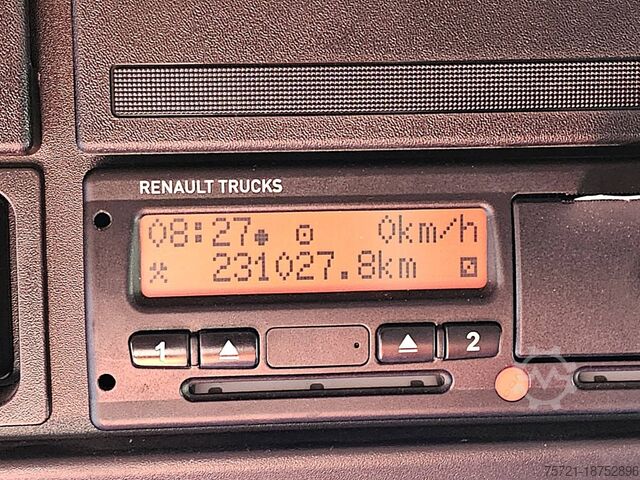 RENAULT TRUCKS
08:27 0km/h
231027.8km
1 2
75721-18752896